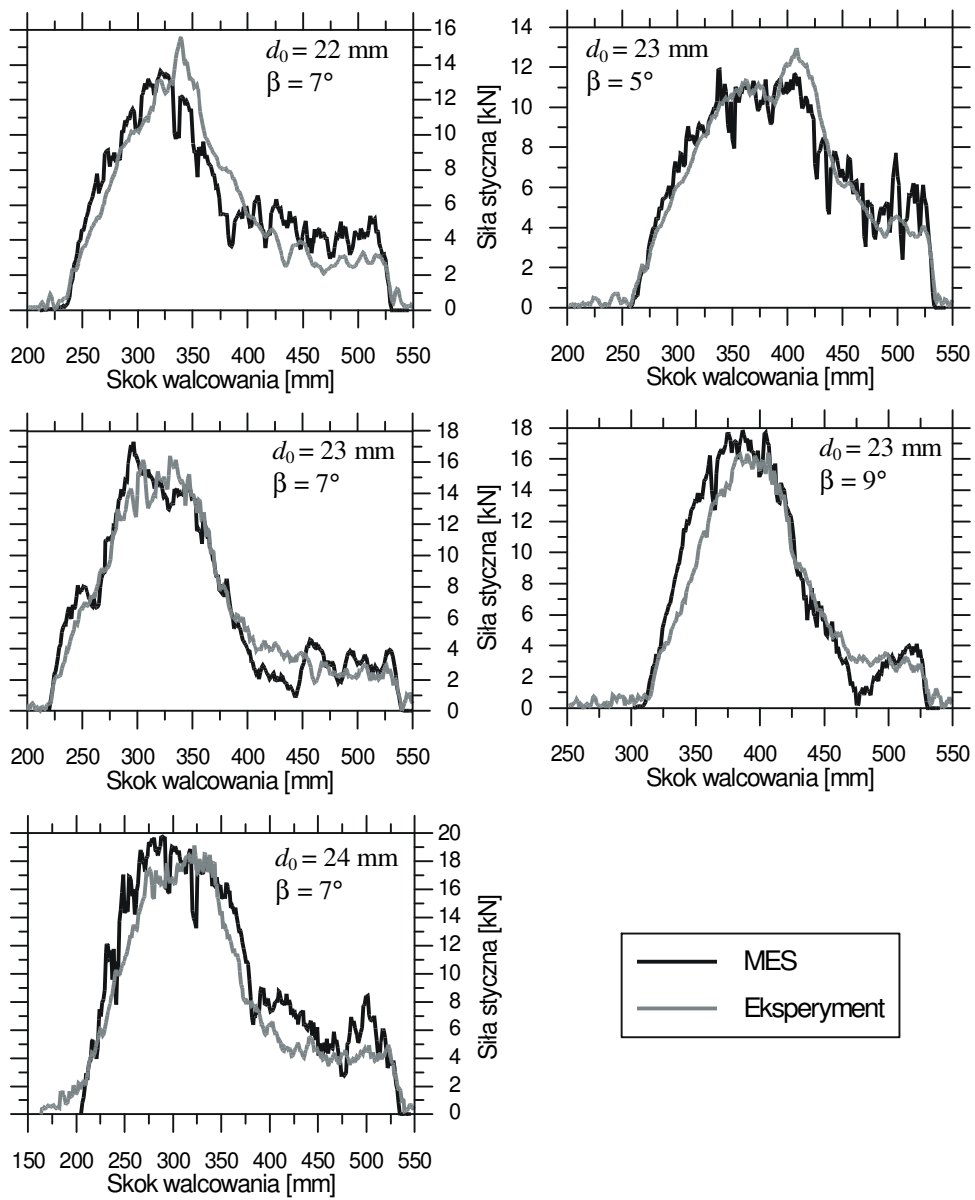 16
14
12
10
8
6
4
2
0
d0 = 22 mm
β = 7°
Siła styczna [kN]
200 250 300 350 400 450 500 550
Skok walcowania [mm]
14
12
10
8
6
4
2
0
d0 = 23 mm
β = 5°
200 250 300 350 400 450 500 550
Skok walcowania [mm]
18
16
14
12
10
8
6
4
2
0
d0 = 23 mm
β = 7°
Siła styczna [kN]
200 250 300 350 400 450 500 550
Skok walcowania [mm]
18
16
14
12
10
8
6
4
2
0
d0 = 23 mm
β = 9°
250 300 350 400 450 500 550
Skok walcowania [mm]
20
18
16
14
12
10
8
6
4
2
0
d0 = 24 mm
β = 7°
Siła styczna [kN]
150 200 250 300 350 400 450 500 550
Skok walcowania [mm]
MES
Eksperyment